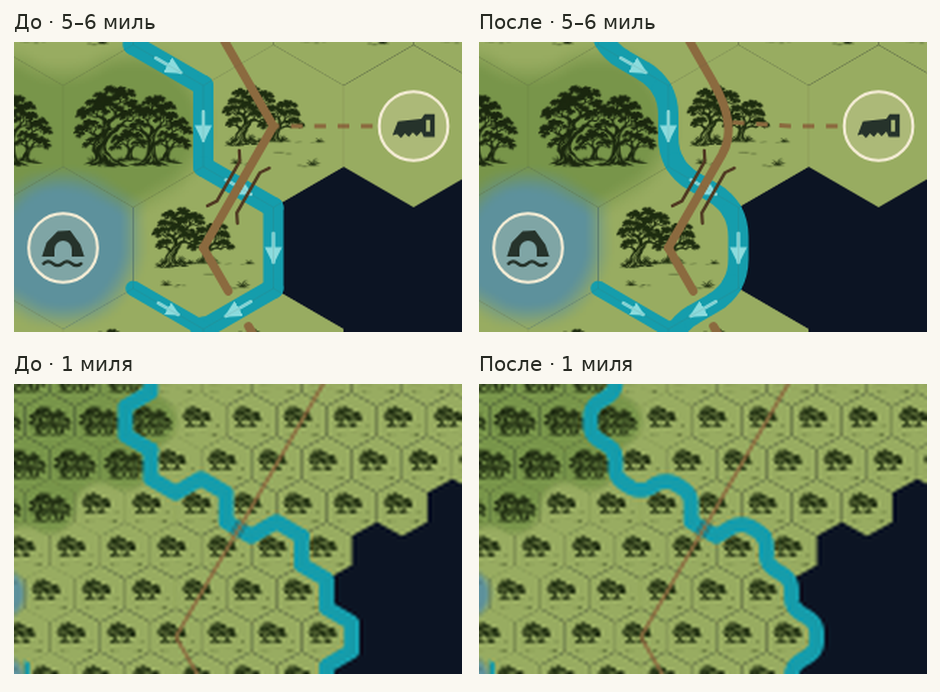 До · 5–6 миль
После · 5–6 миль
До · 1 миля
После · 1 миля